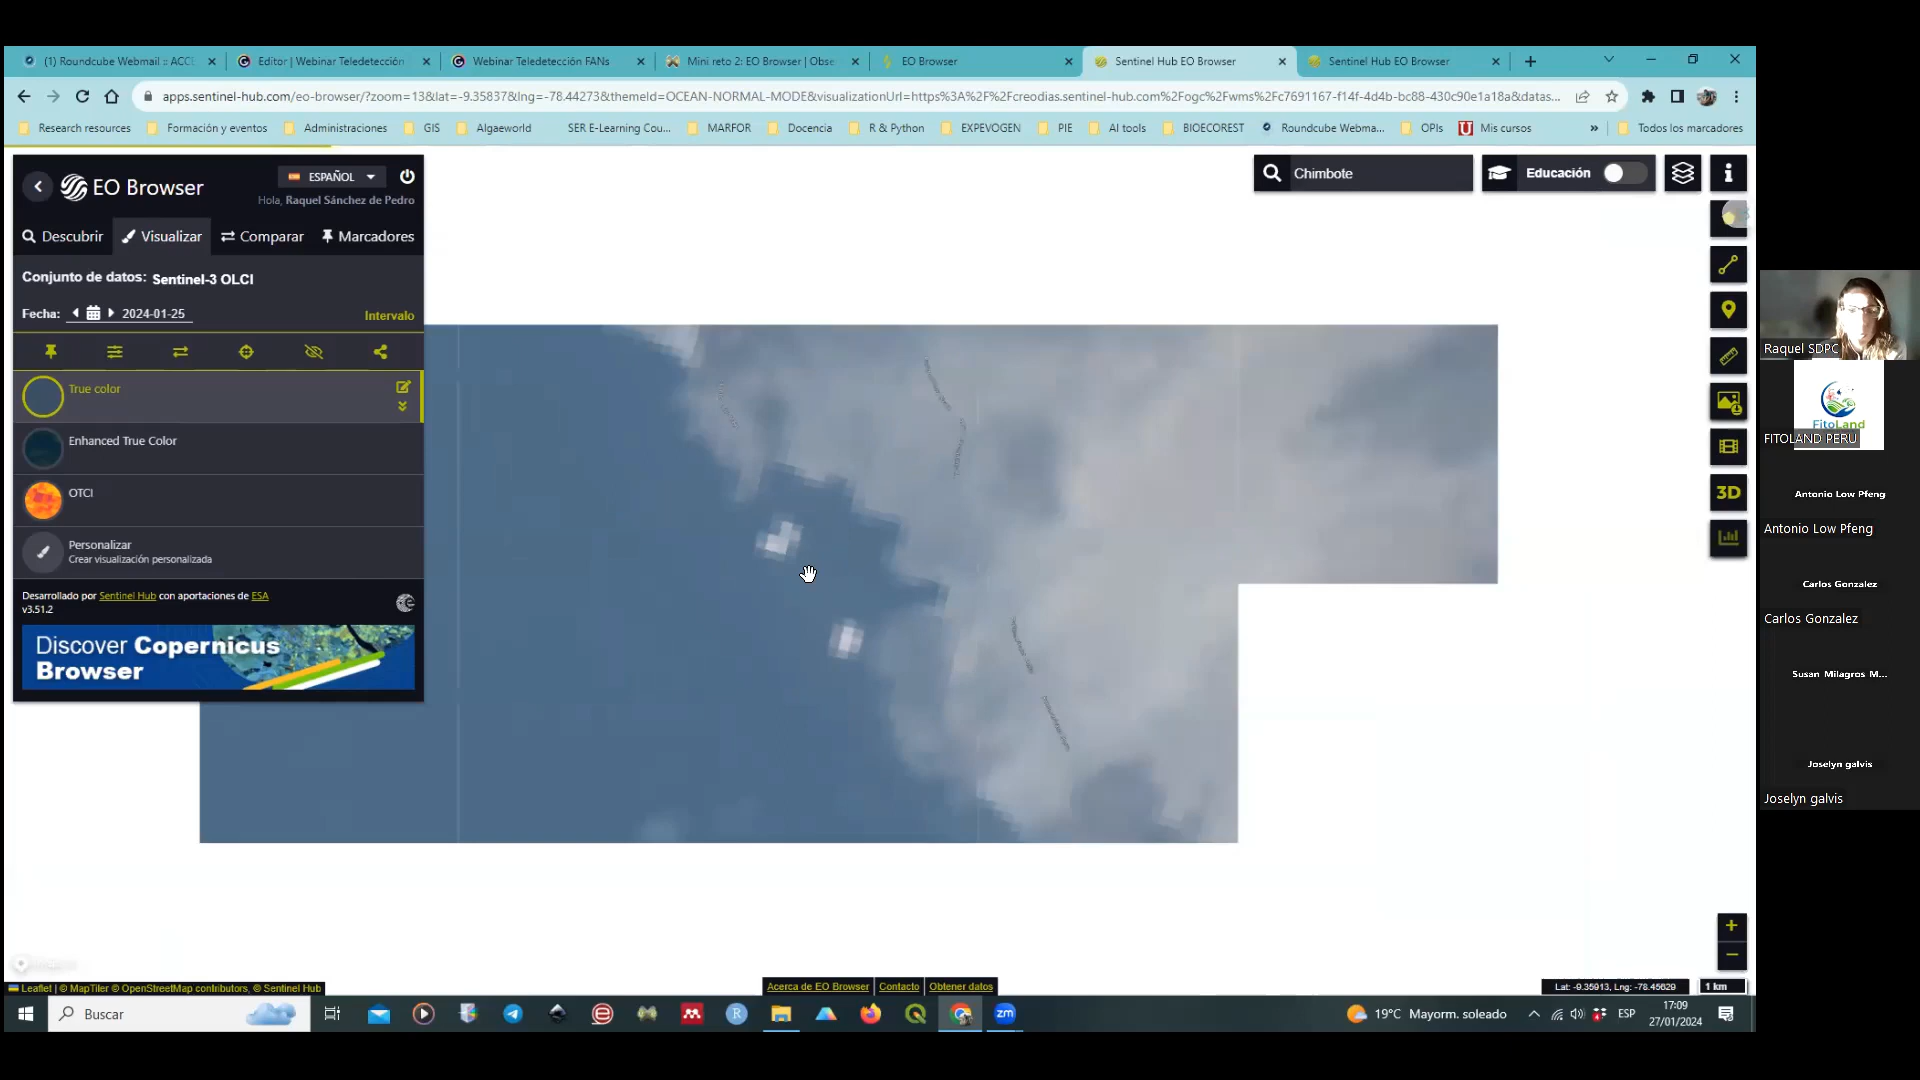 (1) Roundcube Webmail :: ACCE
Editor | Webinar Teledetección
Webinar Teledetección FANs
Mini reto 2: EO Browser | Obse
EO Browser
Sentinel Hub EO Browser
Sentinel Hub EO Browser
apps.sentinel-hub.com/eo-browser/?zoom=13&lat=-9.35837&lng=-78.44273&themeId=OCEAN-NORMAL-MODE&visualizationUrl=https%3A%2F%2Fcreodias.sentinel-hub.com%2Fogc%2Fwms%2Fc7691167-f14f-4d4b-bc88-430c90e1a18a&datas...
Research resources
Formación y eventos
Administraciones
GIS
Algaeworld
SER E-Learning Cou...
MARFOR
Docencia
R & Python
EXPEVOGEN
PIE
AI tools
BIOECOREST
Roundcube Webma...
OPIs
Mis cursos
»
Todos los marcadores
EO Browser
ESPAÑOL
Hola, Raquel Sánchez de Pedro
Descubrir
Visualizar
Comparar
Marcadores
Conjunto de datos: Sentinel-3 OLCI
Fecha: 2024-01-25
Intervalo
True color
Enhanced True Color
OTCI
Personalizar
Crear visualización personalizada
Desarrollado por Sentinel Hub con aportaciones de ESA
v3.51.2
Discover Copernicus
Browser
Chimbote
Educación
3D
Raquel SDPC
FitoLand
FITOLAND PERU
Antonio Low Pfeng
Antonio Low Pfeng
Carlos Gonzalez
Carlos Gonzalez
Susan Milagros M...
Joselyn galvis
Joselyn galvis
Leaflet | © MapTiler © OpenStreetMap contributors, © Sentinel Hub
Acerca de EO Browser
Contacto
Obtener datos
Lat: -9.35913, Lng: -78.45629
1 km
Buscar
zm
19°C Mayorm. soleado
ESP
17:09
27/01/2024